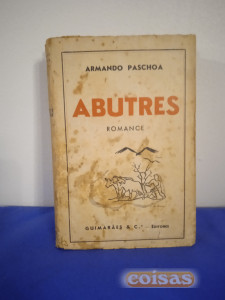 ARMANDO PASCHOA
ABUTRES
ROMANCE
GUIMARÃES & C.ª - Editores
coisas